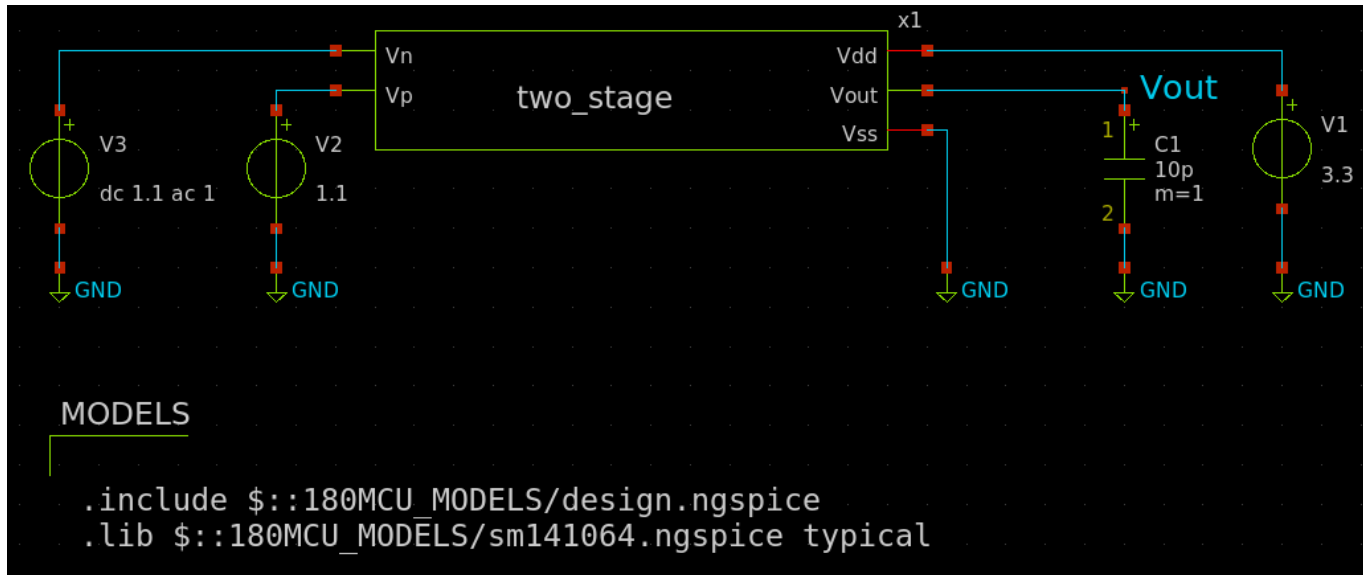 x1
Vn
Vdd
Vp
two_stage
Vout
Vout
Vss
+
V3
dc 1.1 ac 1
+
V2
1.1
1
+
C1
10p
m=1
2
+
V1
3.3
GND
GND
GND
GND
GND
MODELS
.include $::180MCU_MODELS/design.ngspice
.lib $::180MCU_MODELS/sm141064.ngspice typical